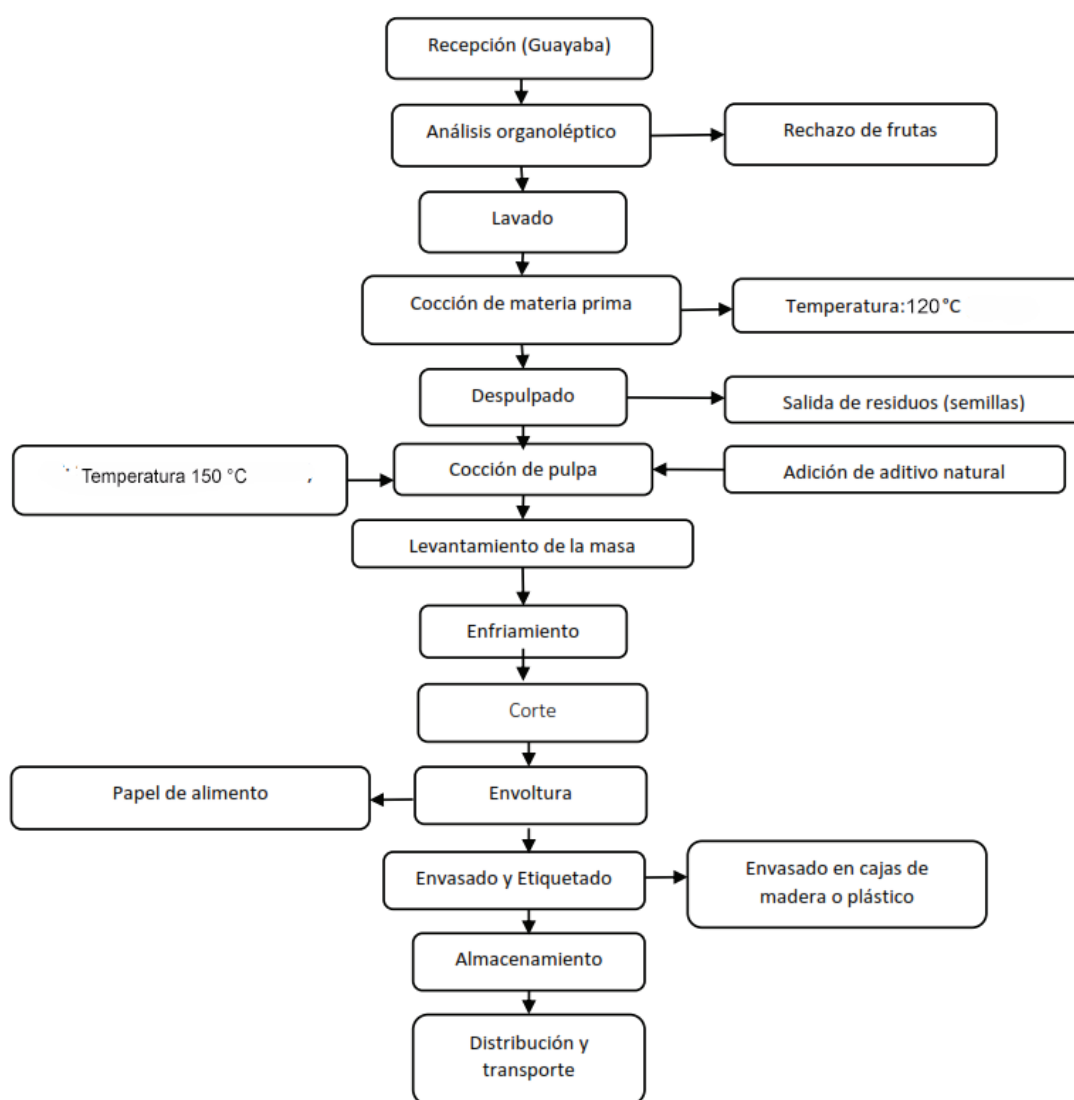 Recepción (Guayaba)
Análisis organoléptico
Rechazo de frutas
Lavado
Cocción de materia prima
Temperatura:120°C
Despulpado
Salida de residuos (semillas)
Temperatura 150 °C
Cocción de pulpa
Adición de aditivo natural
Levantamiento de la masa
Enfriamiento
Corte
Papel de alimento
Envoltura
Envasado y Etiquetado
Envasado en cajas de
madera o plástico
Almacenamiento
Distribución y
transporte